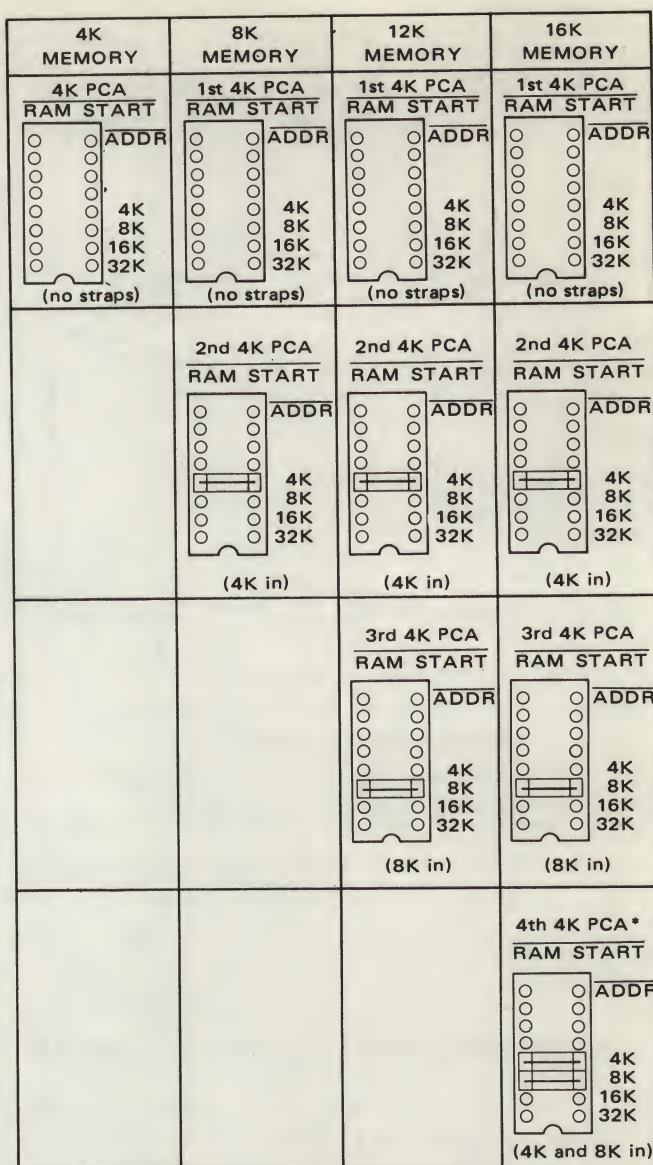 4K MEMORY
8K MEMORY
12K MEMORY
16K MEMORY
4K PCA
RAM START
ADDR
4K
8K
16K
32K
(no straps)
1st 4K PCA
RAM START
ADDR
4K
8K
16K
32K
(no straps)
1st 4K PCA
RAM START
ADDR
4K
8K
16K
32K
(no straps)
1st 4K PCA
RAM START
ADDR
4K
8K
16K
32K
(no straps)
2nd 4K PCA
RAM START
ADDR
4K
8K
16K
32K
(4K in)
2nd 4K PCA
RAM START
ADDR
4K
8K
16K
32K
(4K in)
2nd 4K PCA
RAM START
ADDR
4K
8K
16K
32K
(4K in)
3rd 4K PCA
RAM START
ADDR
4K
8K
16K
32K
(8K in)
3rd 4K PCA
RAM START
ADDR
4K
8K
16K
32K
(8K in)
4th 4K PCA*
RAM START
ADDR
4K
8K
16K
32K
(4K and 8K in)